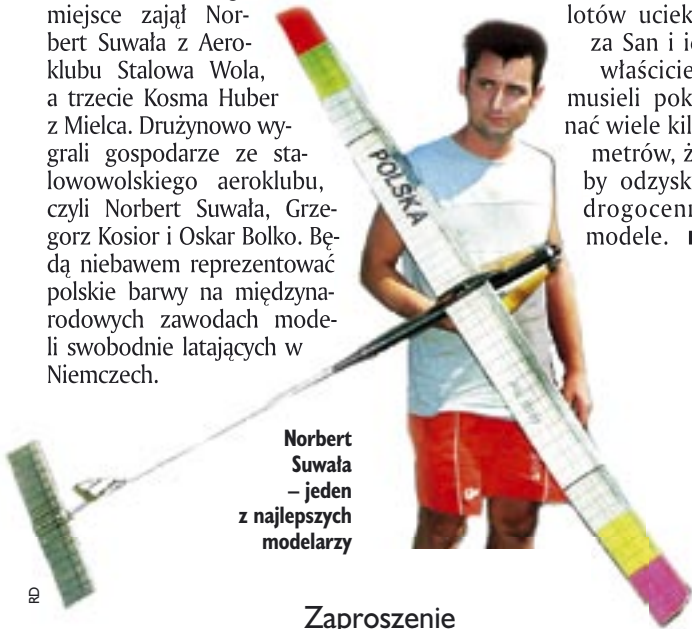 miejsce zajął Nor-
bert Suwała z Aero-
klubu Stalowa Wola,
a trzecie Kosma Huber
z Mielca. Drużynowo wy-
grali gospodarze ze sta-
lowowolskiego aeroklubu,
czyli Norbert Suwała, Grze-
gorz Kosior i Oskar Bolko. Bę-
dą niebawem reprezentować
polskie barwy na międzyna-
rodowych zawodach mode-
li swobodnie latających w
Niemczech.
lotów uciek
za San i i
właścicie
musieli pok
nać wiele kil
metrów, ż
by odzysk
drogocenn
modele.
POLSKA
Norbert
Suwała
– jeden
z najlepszych
modelarzy
RD
Zaproszenie